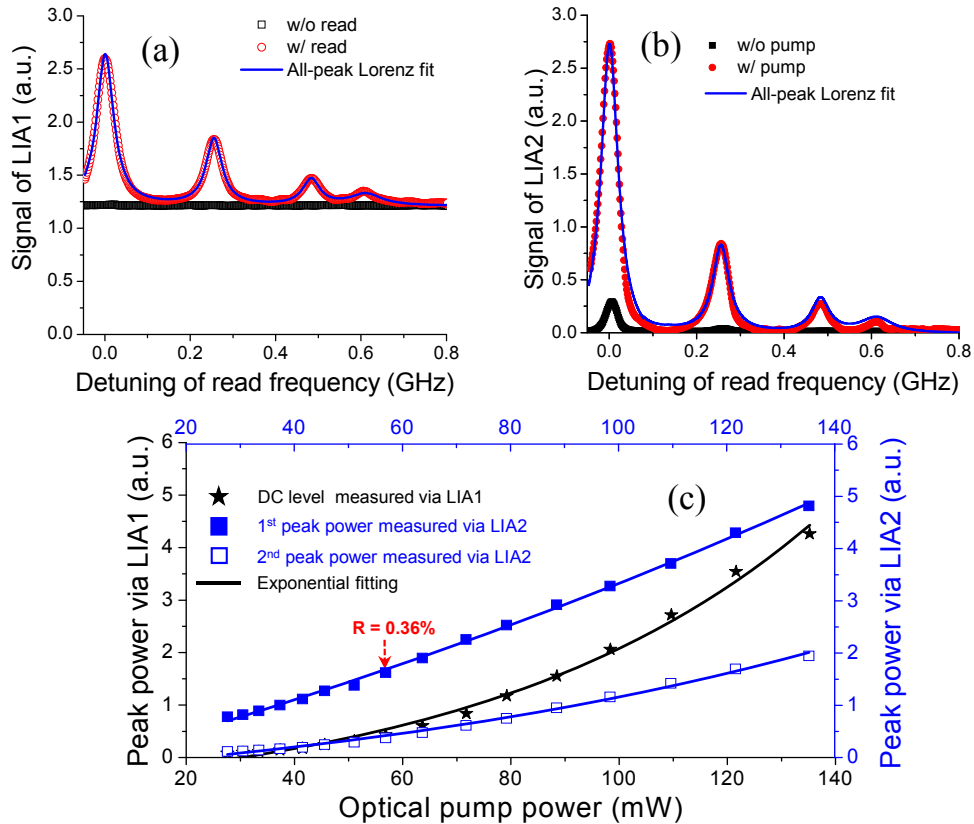 (a)
w/o read
w/ read
All-peak Lorenz fit
Signal of LIA1 (a.u.)
3.0
2.5
2.0
1.5
1.0
0.5
0.0
0.0 0.2 0.4 0.6 0.8
Detuning of read frequency (GHz)
(b)
w/o pump
w/ pump
All-peak Lorenz fit
Signal of LIA2 (a.u.)
3.0
2.5
2.0
1.5
1.0
0.5
0.0
0.0 0.2 0.4 0.6 0.8
Detuning of read frequency (GHz)
20 40 60 80 100 120 140
(c)
DC level measured via LIA1
1st peak power measured via LIA2
2nd peak power measured via LIA2
Exponential fitting
R = 0.36%
Peak power via LIA1 (a.u.)
6
5
4
3
2
1
0
Peak power via LIA2 (a.u.)
6
5
4
3
2
1
0
20 40 60 80 100 120 140
Optical pump power (mW)